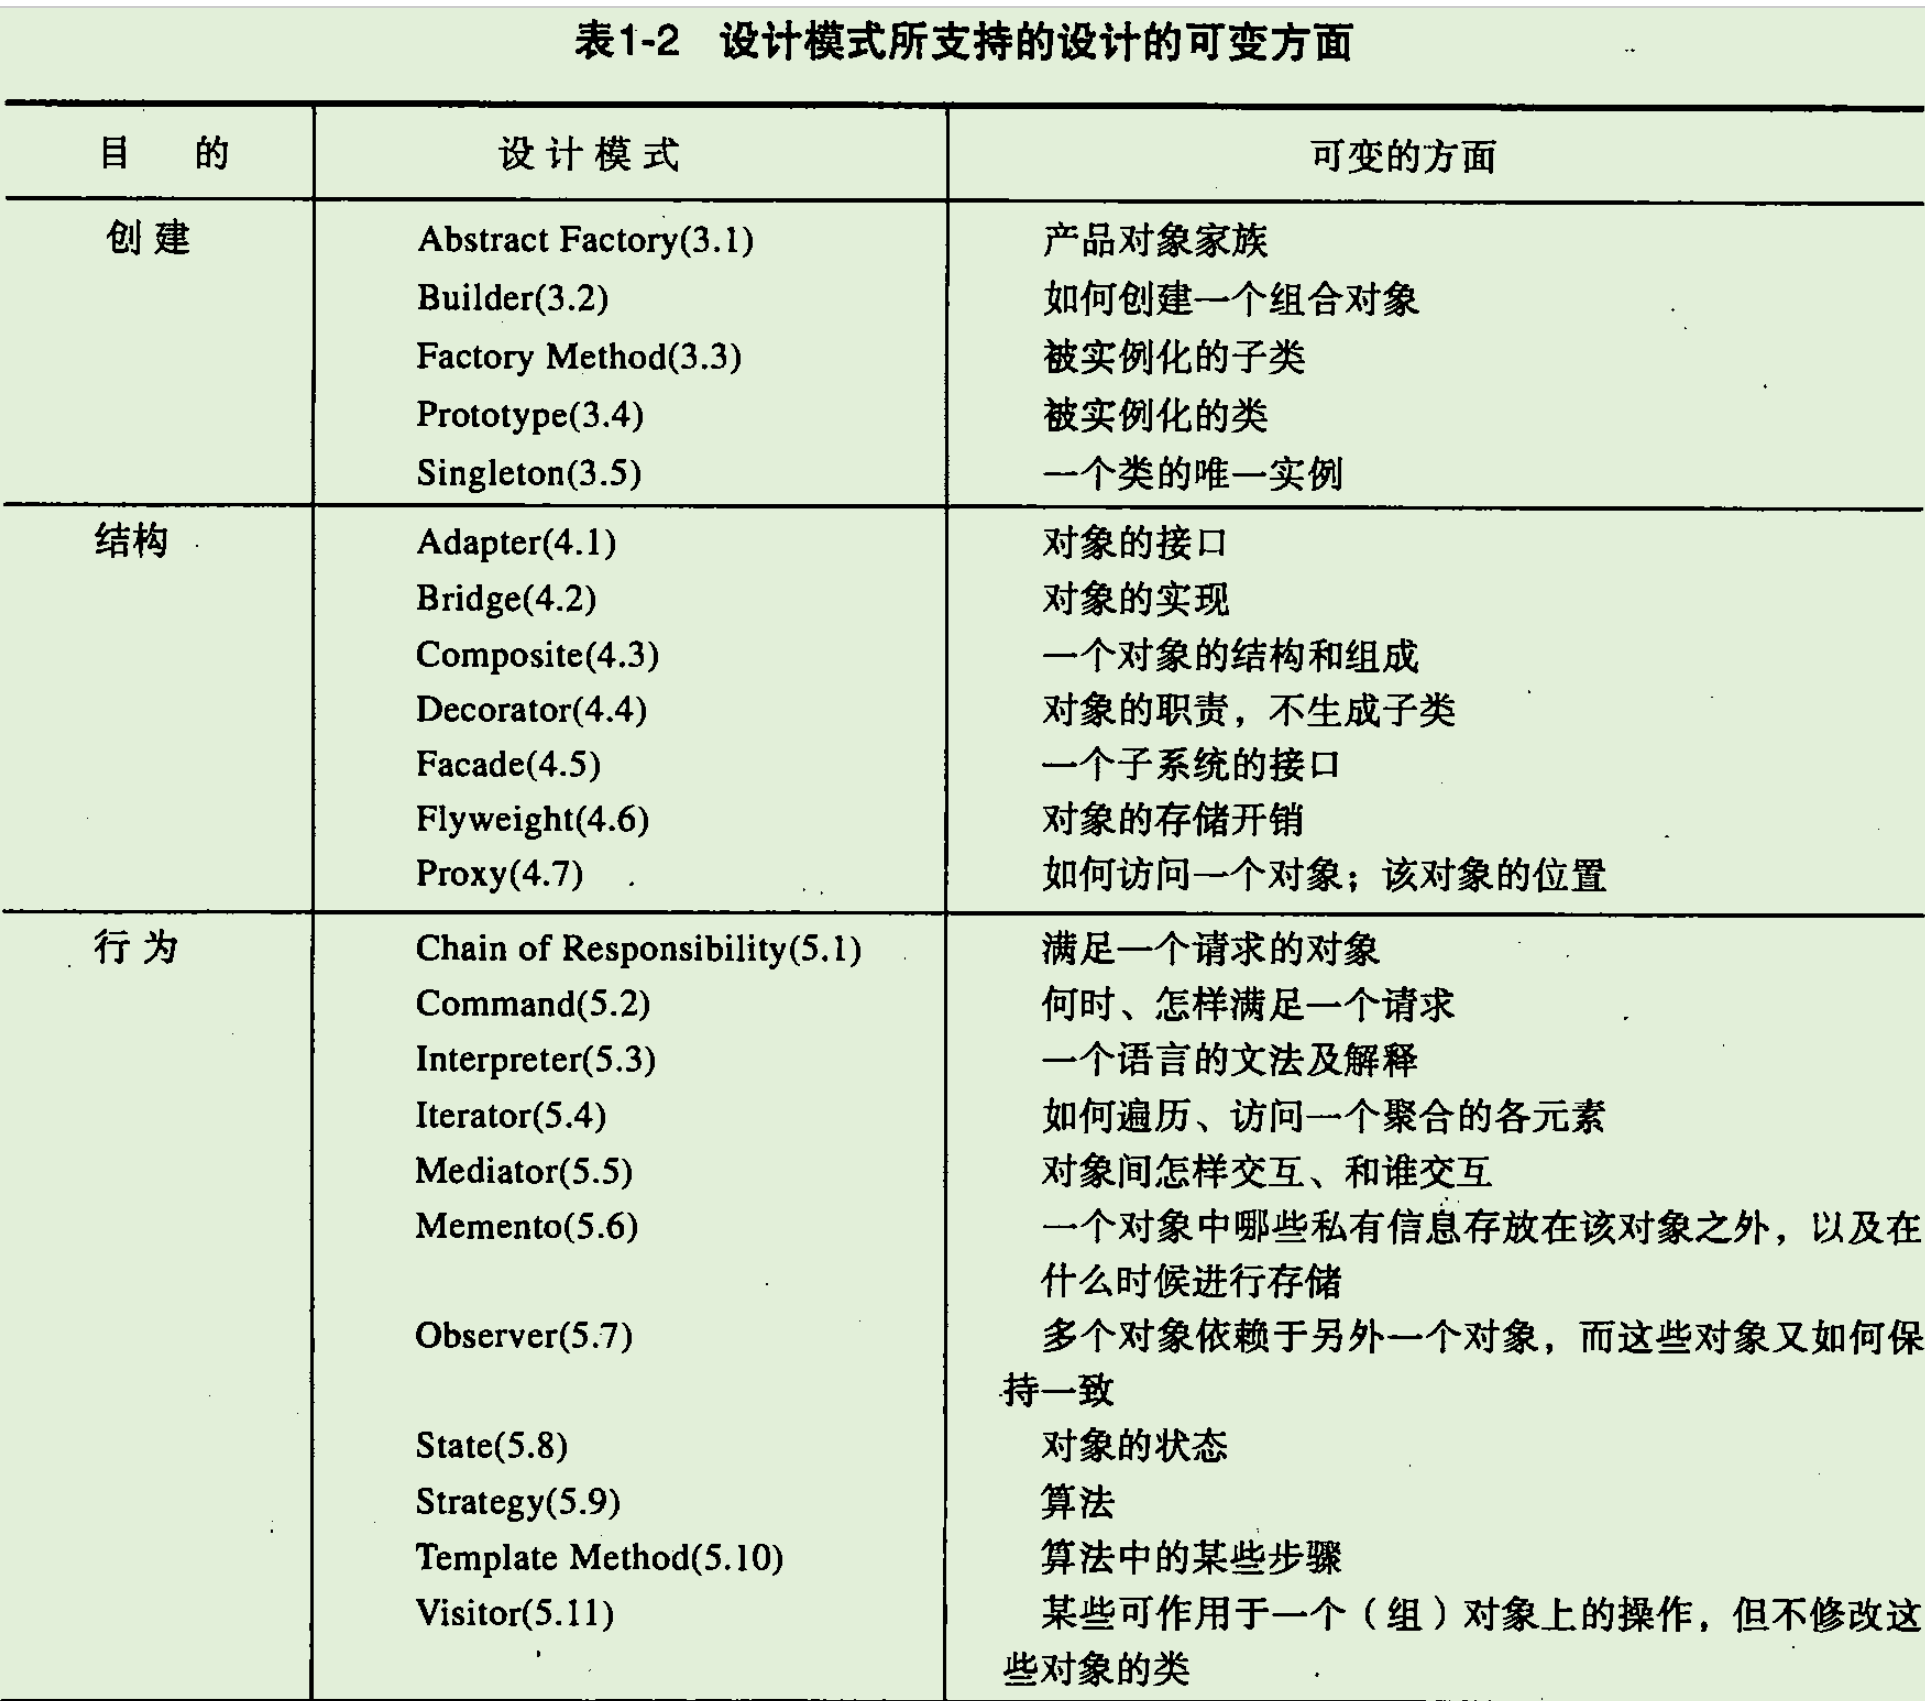 表1-2 设计模式所支持的设计的可变方面
目 的 设计模式 可变的方面
创建 Abstract Factory(3.1) 产品对象家族
Builder(3.2) 如何创建一个组合对象
Factory Method(3.3) 被实例化的子类
Prototype(3.4) 被实例化的类
Singleton(3.5) 一个类的唯一实例
结构 Adapter(4.1) 对象的接口
Bridge(4.2) 对象的实现
Composite(4.3) 一个对象的结构和组成
Decorator(4.4) 对象的职责，不生成子类
Facade(4.5) 一个子系统的接口
Flyweight(4.6) 对象的存储开销
Proxy(4.7) 如何访问一个对象；该对象的位置
行为 Chain of Responsibility(5.1) 满足一个请求的对象
Command(5.2) 何时、怎样满足一个请求
Interpreter(5.3) 一个语言的文法及解释
Iterator(5.4) 如何遍历、访问一个聚合的各元素
Mediator(5.5) 对象间怎样交互、和谁交互
Memento(5.6) 一个对象中哪些私有信息存放在该对象之外，以及在
什么时候进行存储
Observer(5.7) 多个对象依赖于另外一个对象，而这些对象又如何保
持一致
State(5.8) 对象的状态
Strategy(5.9) 算法
Template Method(5.10) 算法中的某些步骤
Visitor(5.11) 某些可作用于一个（组）对象上的操作，但不修改这
些对象的类